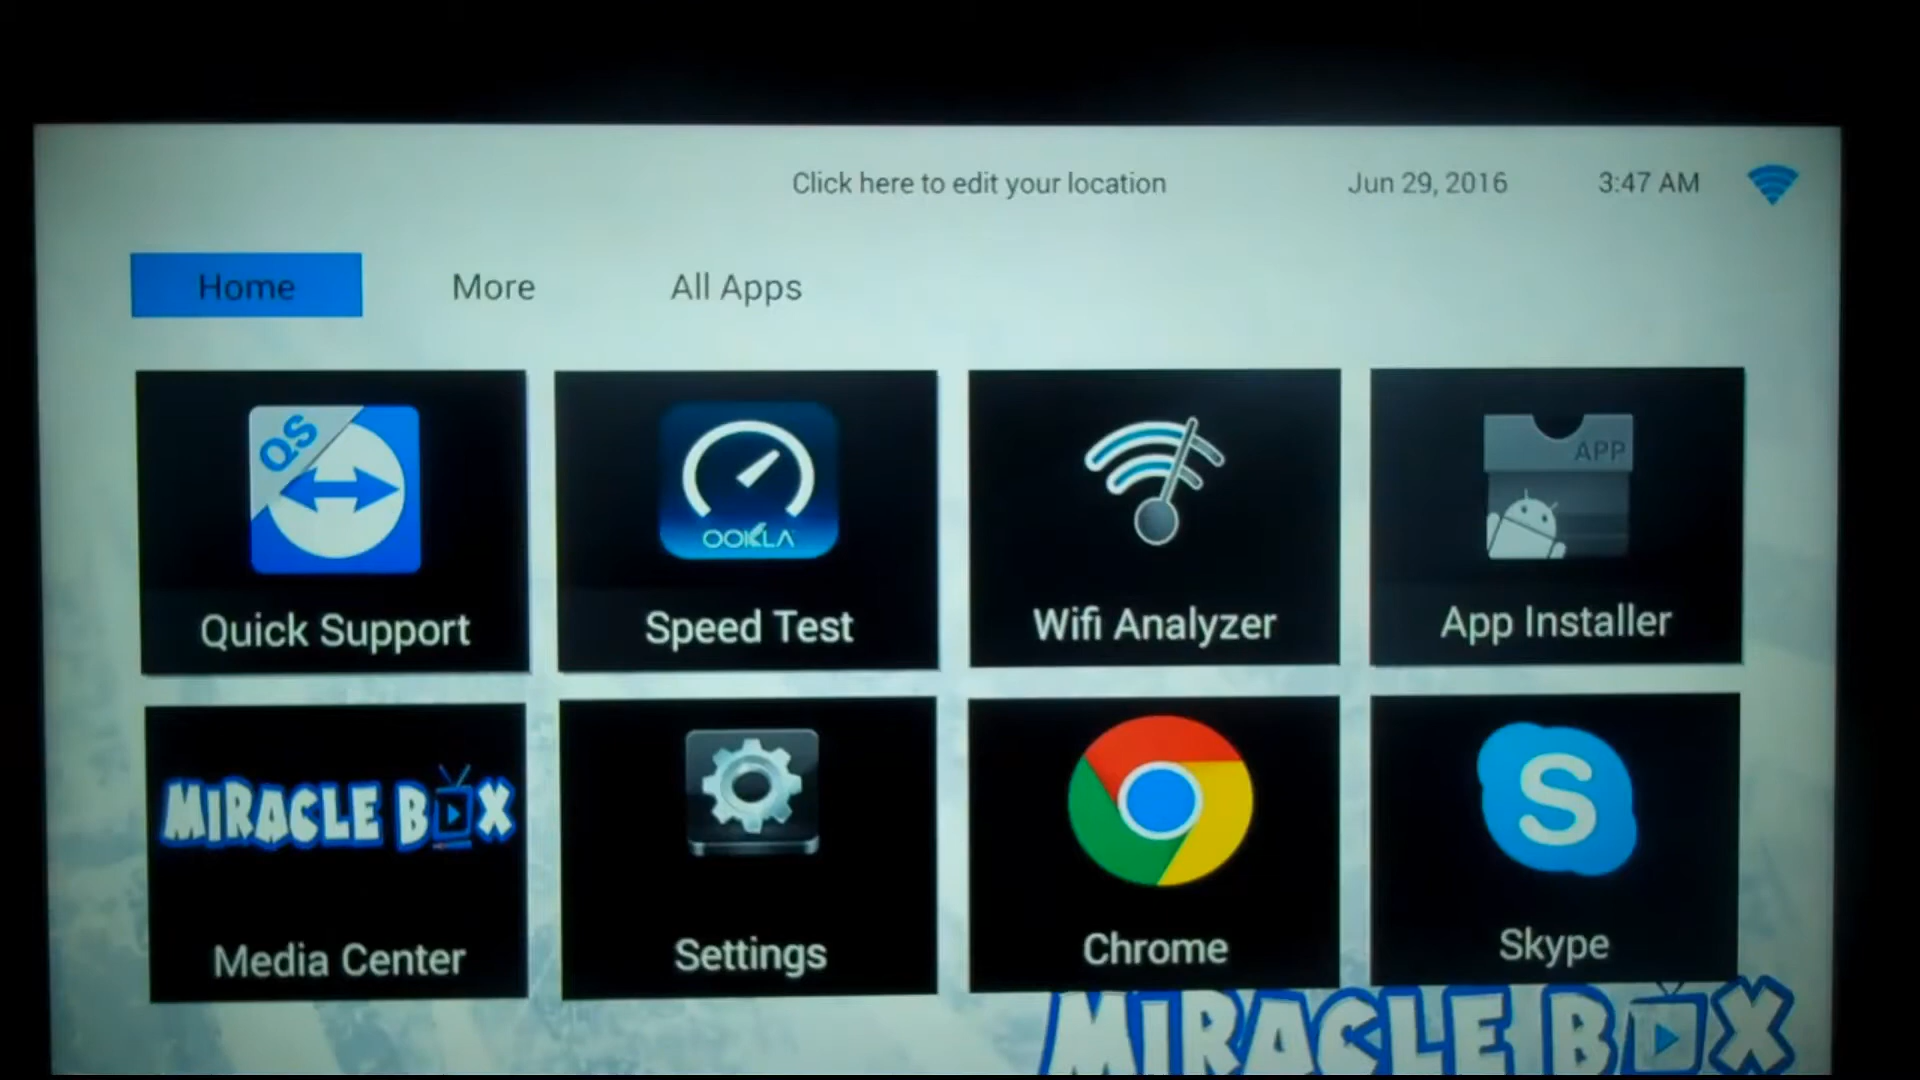 Click here to edit your location
Jun 29, 2016
3:47 AM
Home
More
All Apps
QS
OOKLA
APP
Quick Support
Speed Test
Wifi Analyzer
App Installer
MIRACLE BOX
S
Media Center
Settings
Chrome
Skype
MIRACLE BOX